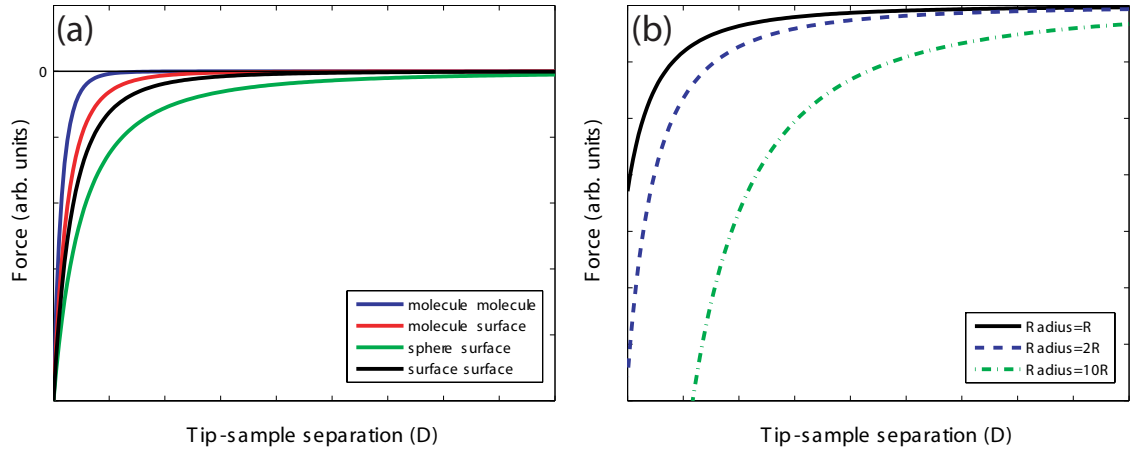 (a)
0
Force (arb. units)
molecule molecule
molecule surface
sphere surface
surface surface
Tip-sample separation (D)
(b)
Force (arb. units)
Radius=R
Radius=2R
Radius=10R
Tip-sample separation (D)